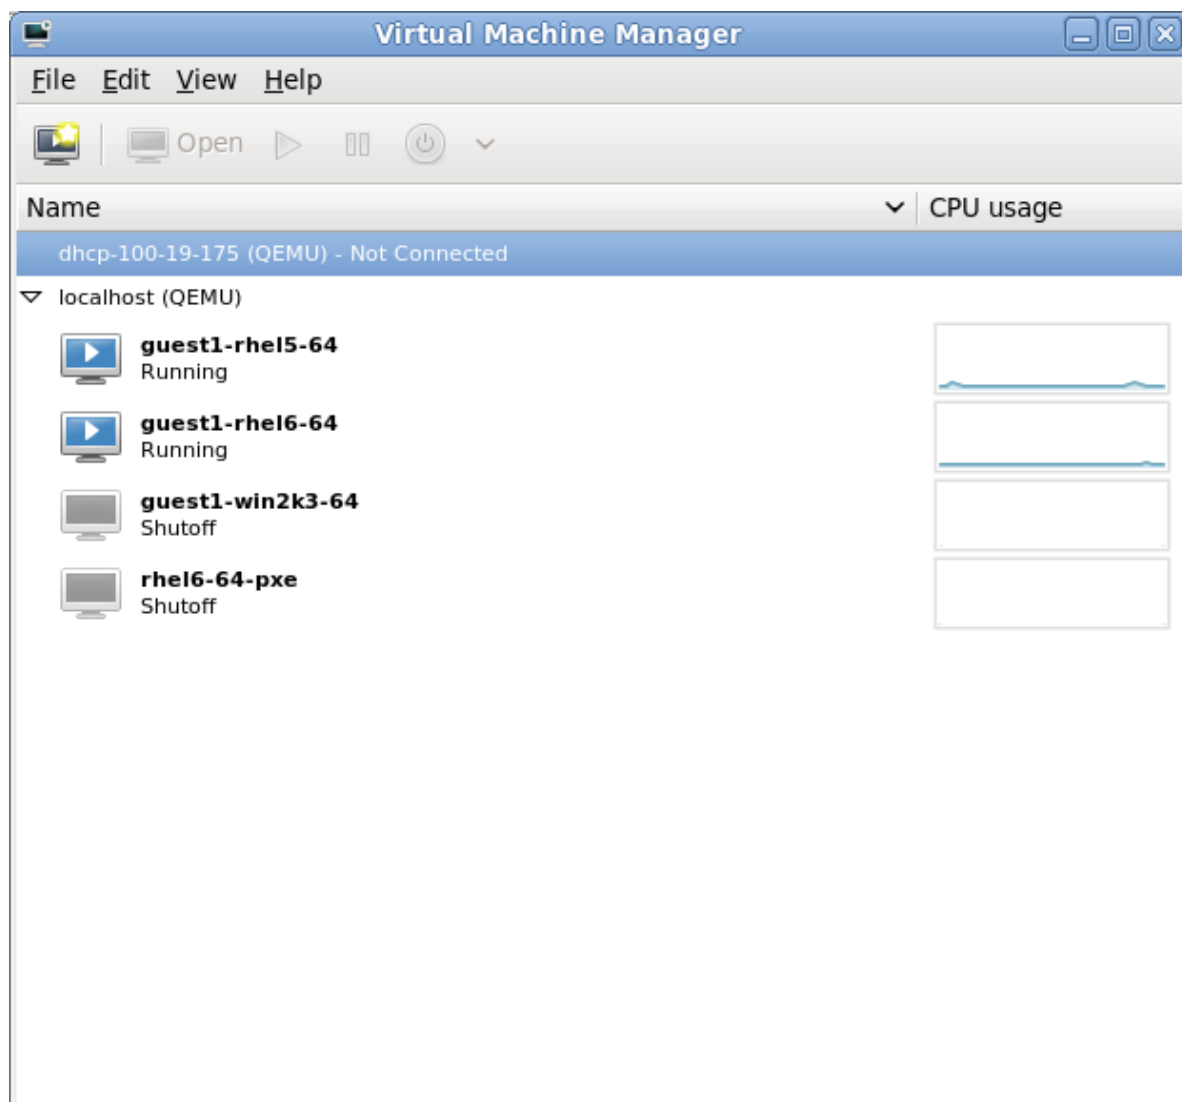 Virtual Machine Manager
File Edit View Help
Open
Name CPU usage
dhcp-100-19-175 (QEMU) - Not Connected
localhost (QEMU)
guest1-rhel5-64
Running
guest1-rhel6-64
Running
guest1-win2k3-64
Shutoff
rhel6-64-pxe
Shutoff